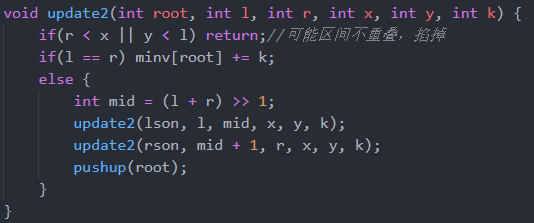 void update2(int root, int l, int r, int x, int y, int k) {
    if(r < x || y < l) return;//可能区间不重叠，掐掉
    if(l == r) minv[root] += k;
    else {
        int mid = (l + r) >> 1;
        update2(lson, l, mid, x, y, k);
        update2(rson, mid + 1, r, x, y, k);
        pushup(root);
    }
}